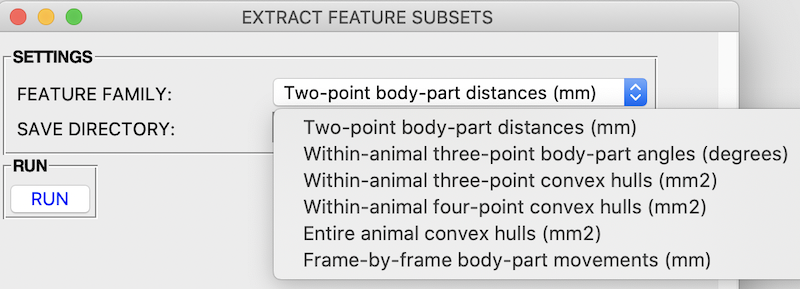 EXTRACT FEATURE SUBSETS
SETTINGS
FEATURE FAMILY: Two-point body-part distances (mm)
SAVE DIRECTORY: Two-point body-part distances (mm)
Within-animal three-point body-part angles (degrees)
RUN
Within-animal three-point convex hulls (mm2)
RUN Within-animal four-point convex hulls (mm2)
Entire animal convex hulls (mm2)
Frame-by-frame body-part movements (mm)